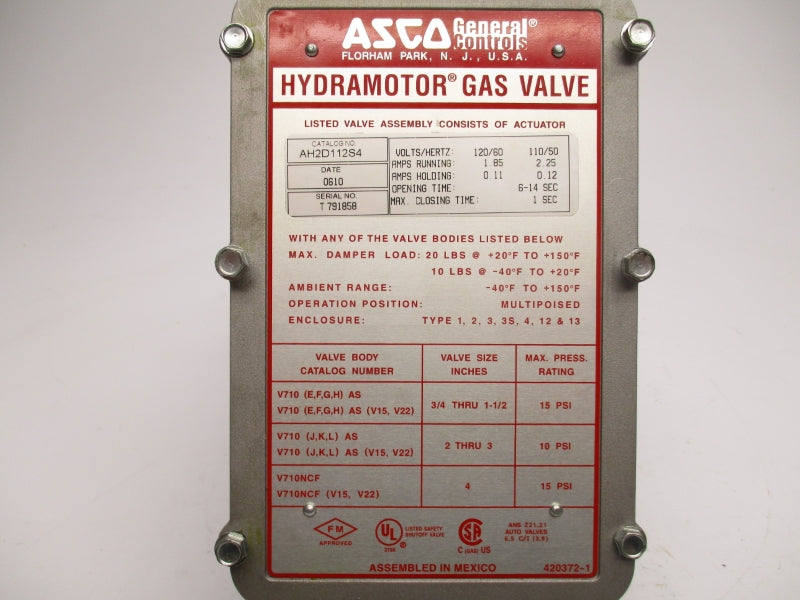 ASCO General® Controls
FLORHAM PARK, N. J., U.S.A.
HYDRAMOTOR® GAS VALVE
LISTED VALVE ASSEMBLY CONSISTS OF ACTUATOR
CATALOG NO.
AH2D112S4
DATE
0610
SERIAL NO.
T 791858
VOLTS/HERTZ: 120/60 110/50
AMPS RUNNING: 1.85 2.25
AMPS HOLDING: 0.11 0.12
OPENING TIME: 6-14 SEC
MAX. CLOSING TIME: 1 SEC
WITH ANY OF THE VALVE BODIES LISTED BELOW
MAX. DAMPER LOAD: 20 LBS @ +20°F TO +150°F
10 LBS @ -40°F TO +20°F
AMBIENT RANGE: -40°F TO +150°F
OPERATION POSITION: MULTIPOISED
ENCLOSURE: TYPE 1, 2, 3, 3S, 4, 12 & 13
VALVE BODY CATALOG NUMBER
VALVE SIZE INCHES
MAX. PRESS. RATING
V710 (E,F,G,H) AS
V710 (E,F,G,H) AS (V15, V22)
3/4 THRU 1-1/2
15 PSI
V710 (J,K,L) AS
V710 (J,K,L) AS (V15, V22)
2 THRU 3
10 PSI
V710NCF
V710NCF (V15, V22)
4
15 PSI
FM
APPROVED
UL®
LISTED SAFETY
SHUTOFF VALVE
SA
C (GAS) US
ANS Z21.21
AUTO VALVES
6.5 C/I (3.9)
ASSEMBLED IN MEXICO
420372-1